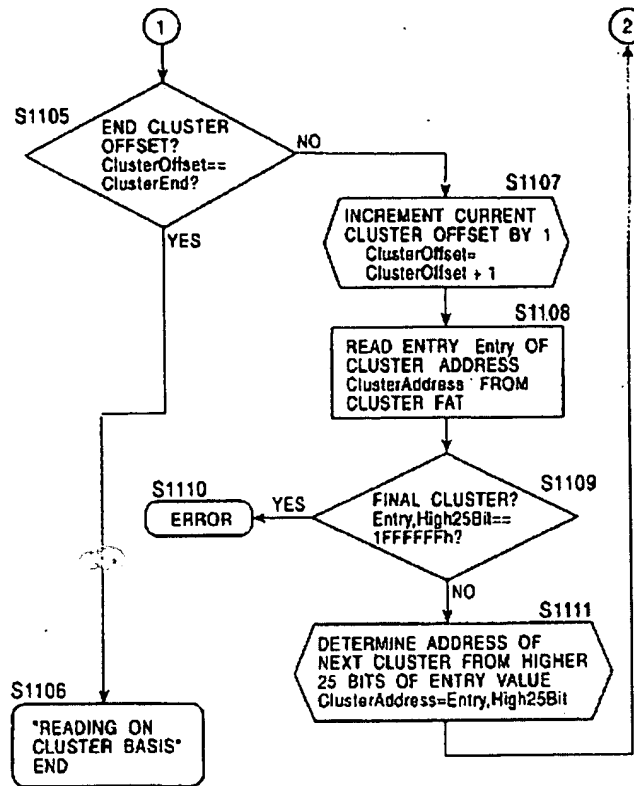 1
2
S1105
END CLUSTER
OFFSET?
ClusterOffset==
ClusterEnd?
NO
YES
S1107
INCREMENT CURRENT
CLUSTER OFFSET BY 1
ClusterOffset=
ClusterOffset + 1
S1108
READ ENTRY Entry OF
CLUSTER ADDRESS
ClusterAddress FROM
CLUSTER FAT
S1109
FINAL CLUSTER?
Entry,High25Bit==
1FFFFFFh?
YES
S1110
ERROR
NO
S1111
DETERMINE ADDRESS OF
NEXT CLUSTER FROM HIGHER
25 BITS OF ENTRY VALUE
ClusterAddress=Entry,High25Bit
S1106
"READING ON
CLUSTER BASIS"
END